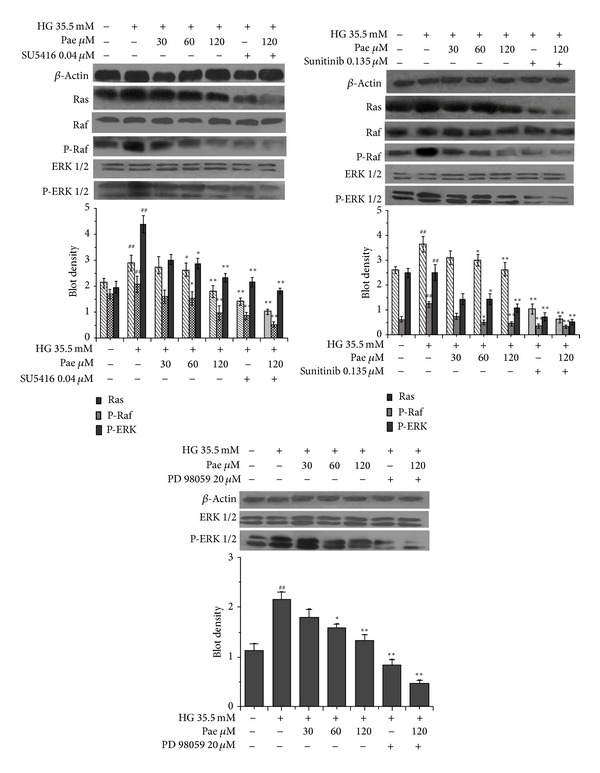 HG 35.5 mM − + + + + + +
Pae μM 30 60 120 120
SU5416 0.04 μM + +
β-Actin
Ras
Raf
P-Raf
ERK 1/2
P-ERK 1/2
5
4
3
2
1
0
Blot density
## ## ## * * * ** ** ** ** ** ** ** ** **
HG 35.5 mM − + + + + + +
Pae μM − − 30 60 120 − 120
SU5416 0.04 μM − − − − − + +
Ras
P-Raf
P-ERK
HG 35.5 mM − + + + + + +
Pae μM − − 30 60 120 − 120
Sunitinib 0.135 μM + +
β-Actin
Ras
Raf
P-Raf
ERK 1/2
P-ERK 1/2
5
4
3
2
1
0
Blot density
## ## ## * * * ** ** ** ** ** ** ** ** **
HG 35.5 mM − + + + + + +
Pae μM − − 30 60 120 − 120
Sunitinib 0.135 μM − − − − − + +
Ras
P-Raf
P-ERK
HG 35.5 mM − + + + + + +
Pae μM − − 30 60 120 − 120
PD 98059 20 μM − − − − − + +
β-Actin
ERK 1/2
P-ERK 1/2
3
2
1
0
Blot density
## * ** ** **
HG 35.5 mM − + + + + + +
Pae μM − − 30 60 120 − 120
PD 98059 20 μM − − − − − + +